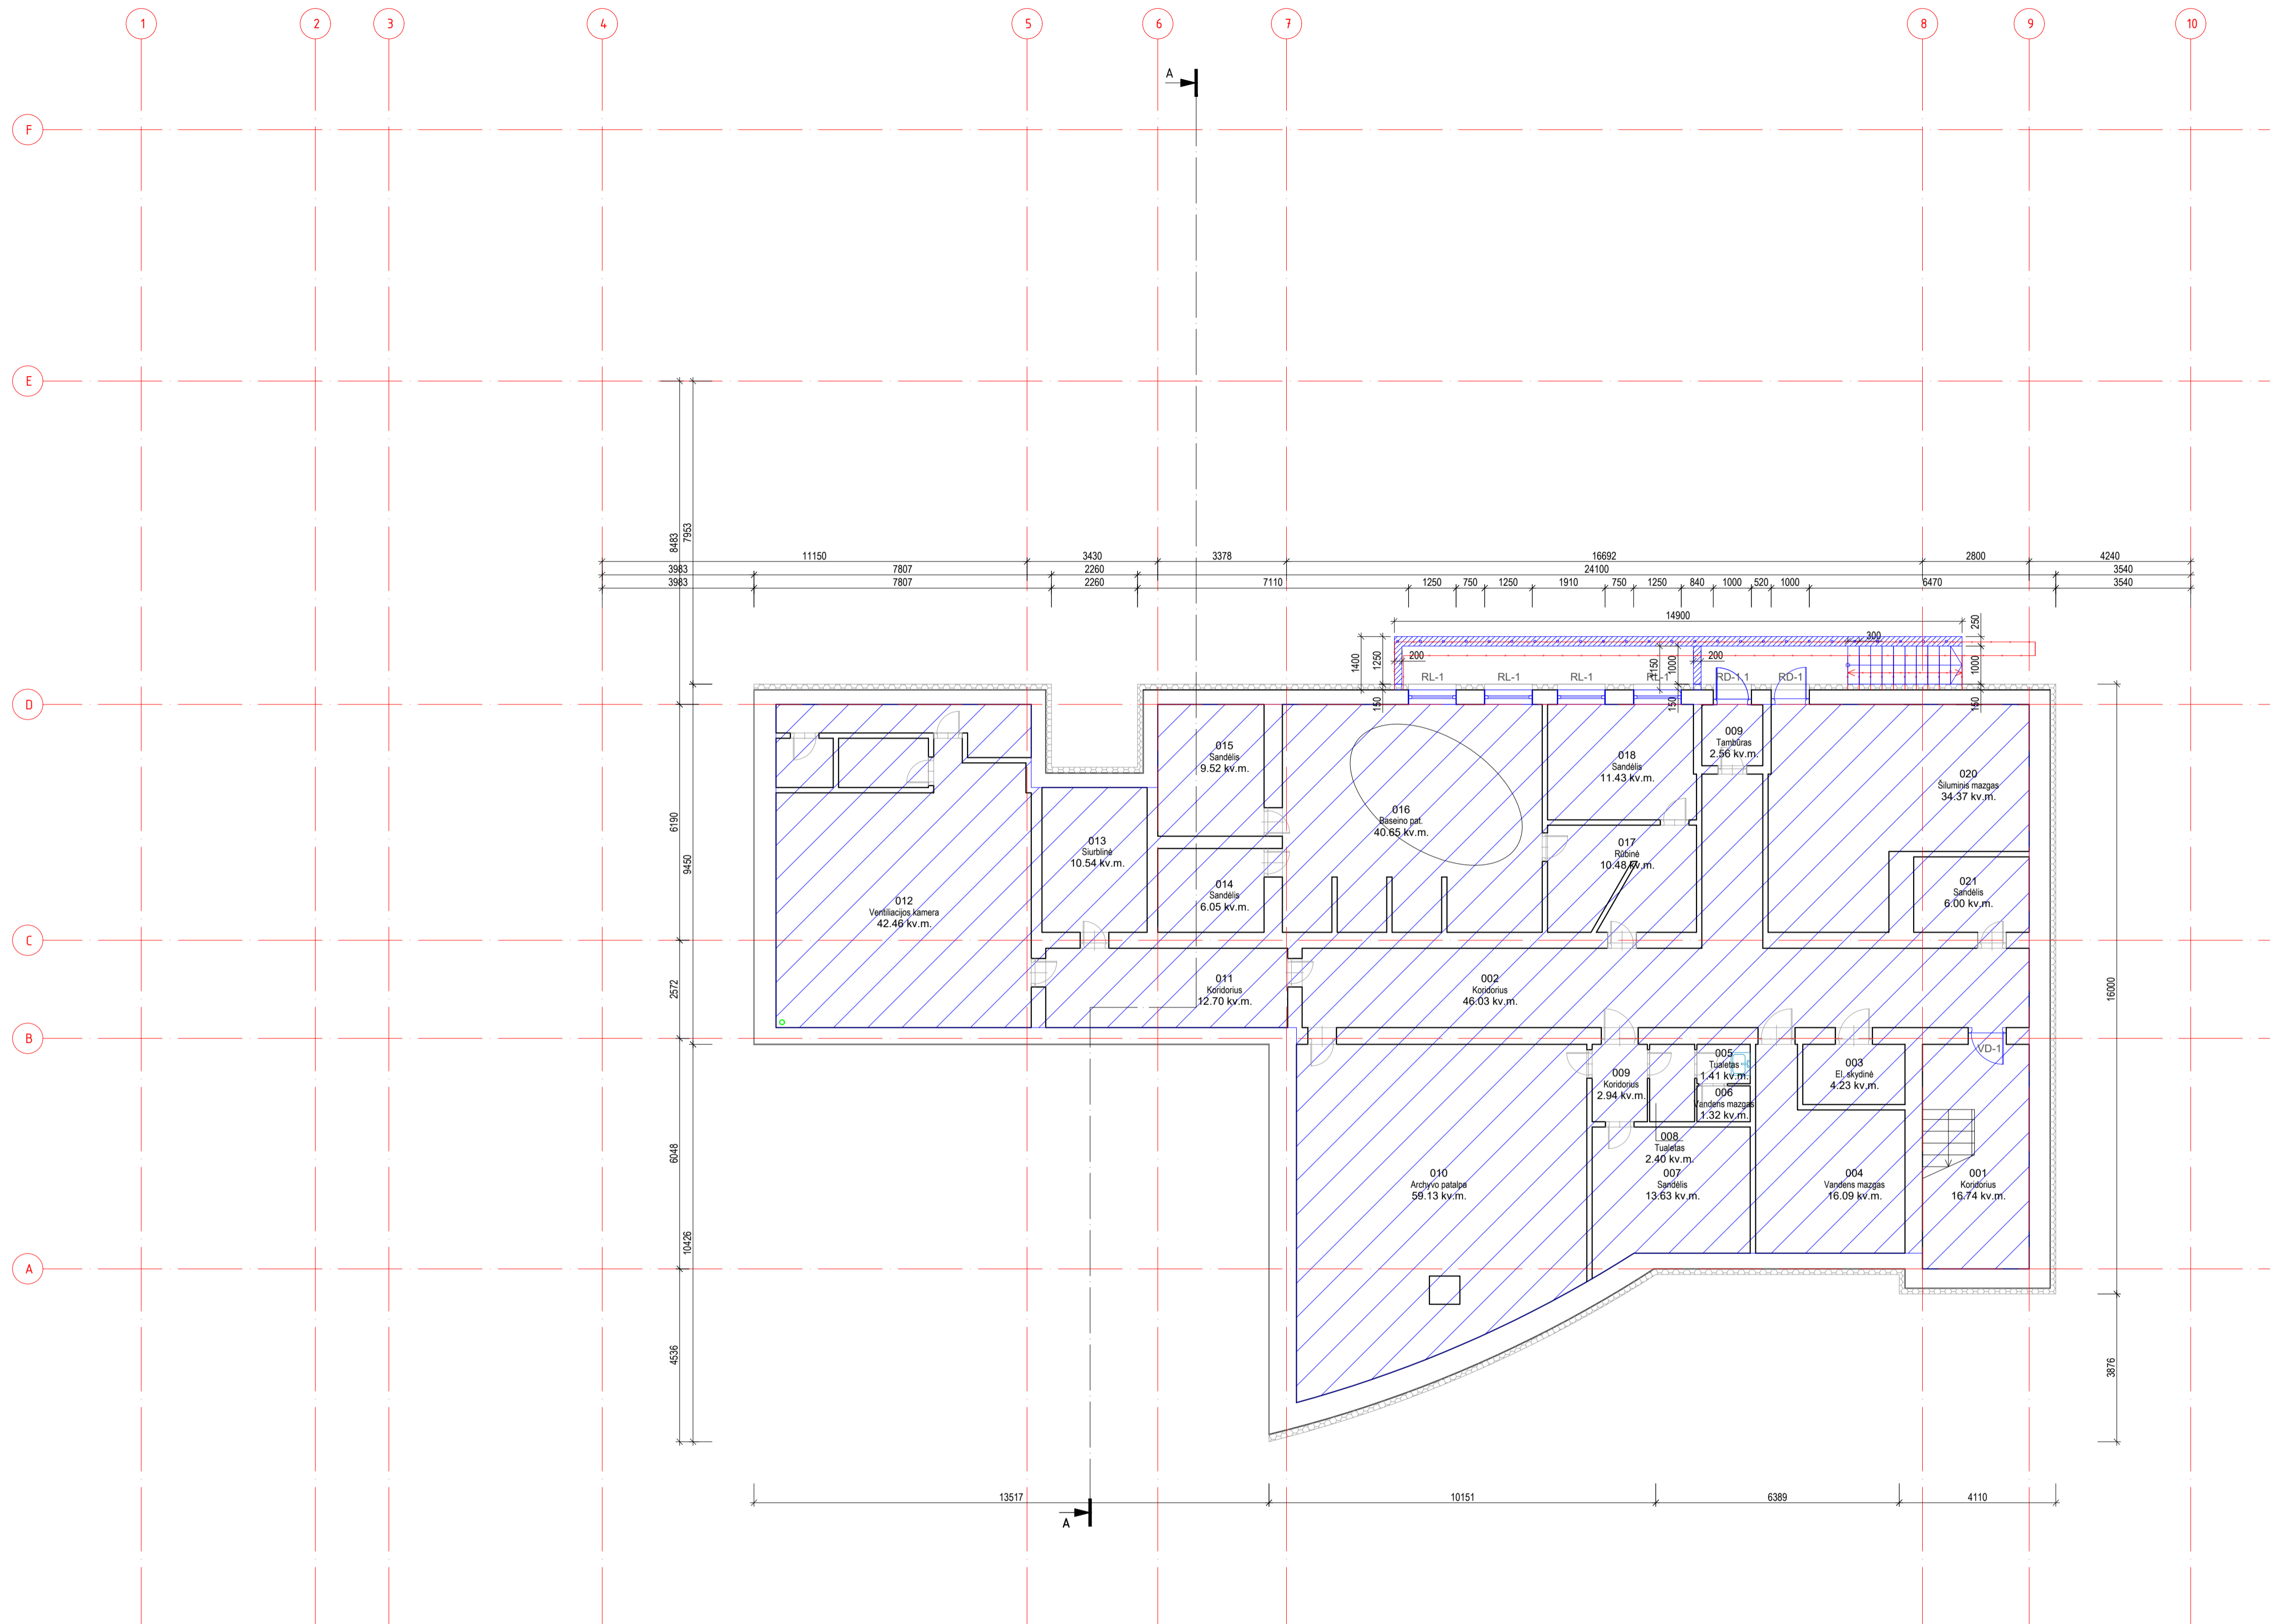 1
2
3
4
5
6
7
8
9
10
A
F
E
8483
7953
11150
3430
3378
16692
2800
4240
3983
7807
2260
24100
3540
3983
7807
2260
7110
1250
750
1250
1910
750
1250
840
1000
520
1000
6470
3540
14900
250
300
1400
1250
200
1150
1000
200
1000
RL-1
RL-1
RL-1
RL-1
RD-1.1
RD-1
150
150
150
D
015
Sandėlis
9.52 kv.m.
009
Tambūras
2.56 kv.m.
018
Sandėlis
11.43 kv.m.
020
Šiluminis mazgas
34.37 kv.m.
016
Baseino pat.
40.65 kv.m.
6190
9450
013
Siurblinė
10.54 kv.m.
017
Rūbinė
10.48 kv.m.
014
Sandėlis
6.05 kv.m.
021
Sandėlis
6.00 kv.m.
012
Ventiliacijos kamera
42.46 kv.m.
C
2572
011
Koridorius
12.70 kv.m.
002
Koridorius
46.03 kv.m.
16000
B
VD-1
005
Tualetas
1.41 kv.m.
003
El. skydinė
4.23 kv.m.
009
Koridorius
2.94 kv.m.
006
Vandens mazgas
1.32 kv.m.
008
Tualetas
2.40 kv.m.
6048
010
Archyvo patalpa
59.13 kv.m.
007
Sandėlis
13.63 kv.m.
004
Vandens mazgas
16.09 kv.m.
001
Koridorius
16.74 kv.m.
10426
A
4536
3876
13517
10151
6389
4110
A